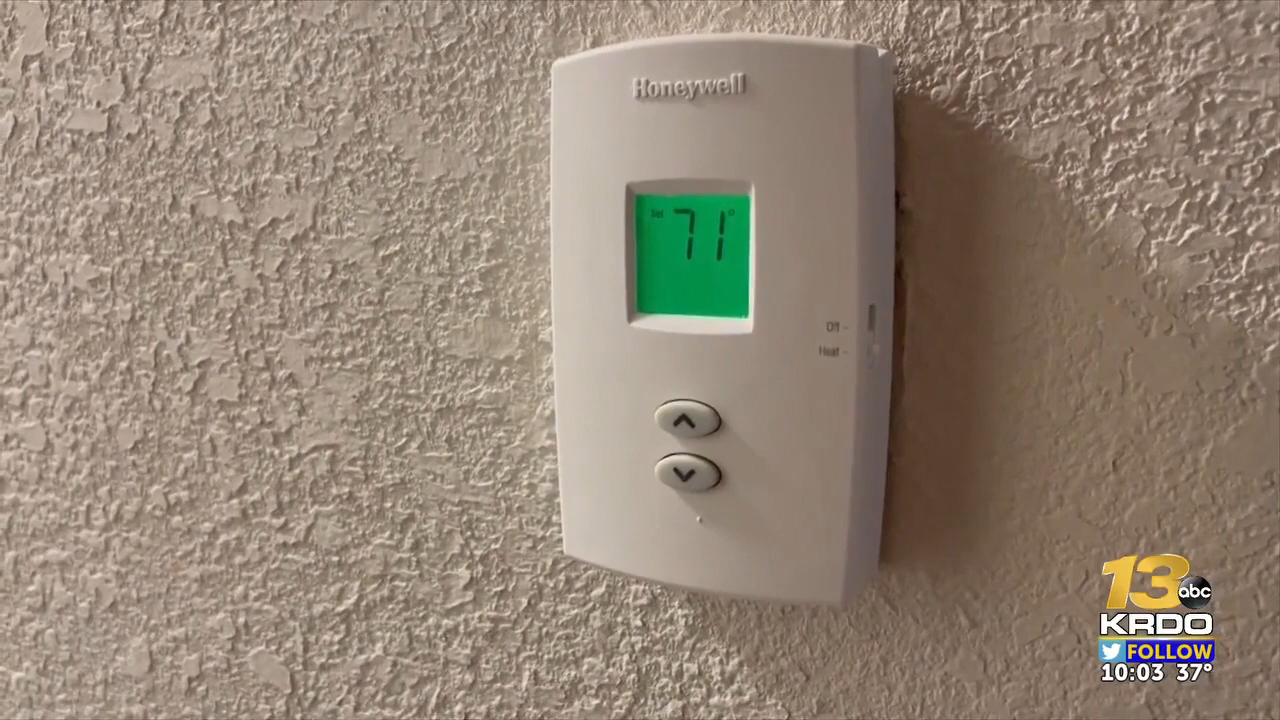 Honeywell
Set 71°
Off -
Heat -
13 abc
KRDO
FOLLOW
10:03 37°